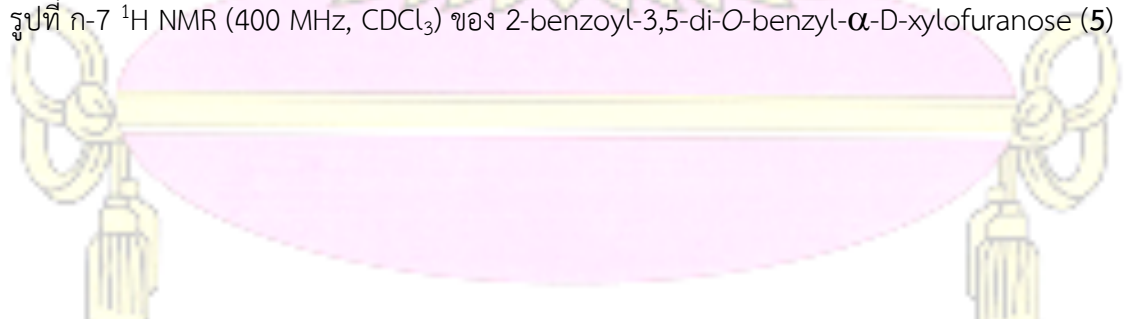 รูปที่ ก-7 ¹H NMR (400 MHz, CDCl₃) ของ 2-benzoyl-3,5-di-O-benzyl-α-D-xylofuranose (5)